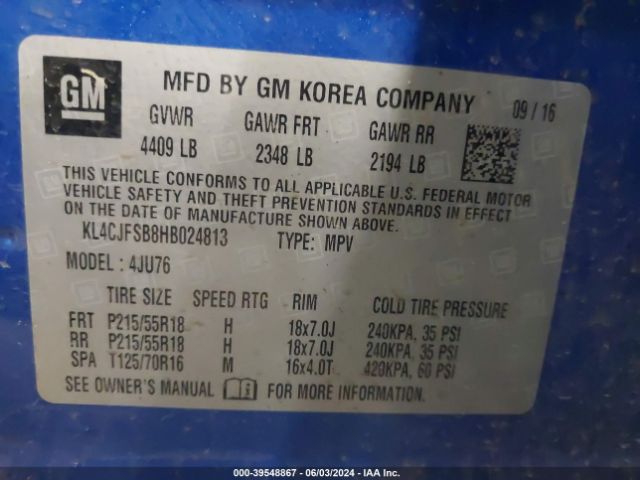 GM
MFD BY GM KOREA COMPANY 09/16
GVWR GAWR FRT GAWR RR
4409 LB 2348 LB 2194 LB
THIS VEHICLE CONFORMS TO ALL APPLICABLE U.S. FEDERAL MOTOR
VEHICLE SAFETY AND THEFT PREVENTION STANDARDS IN EFFECT
ON THE DATE OF MANUFACTURE SHOWN ABOVE.
KL4CJFSB8HB024813 TYPE: MPV
MODEL: 4JU76
TIRE SIZE SPEED RTG RIM COLD TIRE PRESSURE
FRT P215/55R18 H 18x7.0J 240KPA, 35 PSI
RR P215/55R18 H 18x7.0J 240KPA, 35 PSI
SPA T125/70R16 M 16x4.0T 420KPA, 60 PSI
SEE OWNER'S MANUAL FOR MORE INFORMATION.
000-39548867 - 06/03/2024 - IAA Inc.